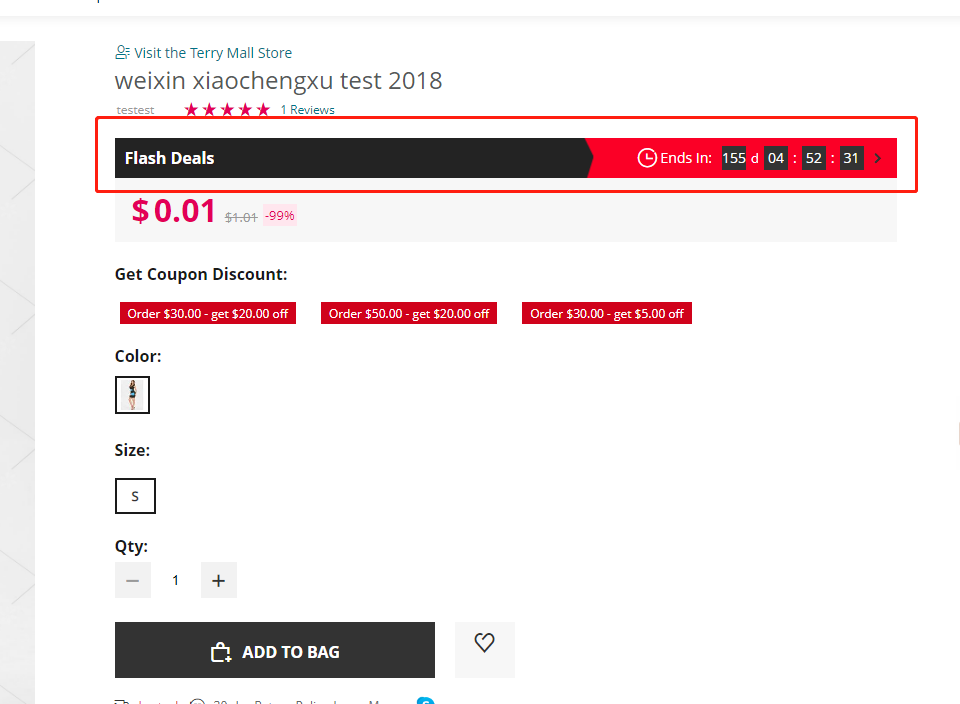 Visit the Terry Mall Store
weixin xiaochengxu test 2018
testest 1 Reviews
Flash Deals Ends In: 155 d 04 : 52 : 31
$0.01 $1.01 -99%
Get Coupon Discount:
Order $30.00 - get $20.00 off Order $50.00 - get $20.00 off Order $30.00 - get $5.00 off
Color:
Size:
S
Qty:
− 1 +
ADD TO BAG